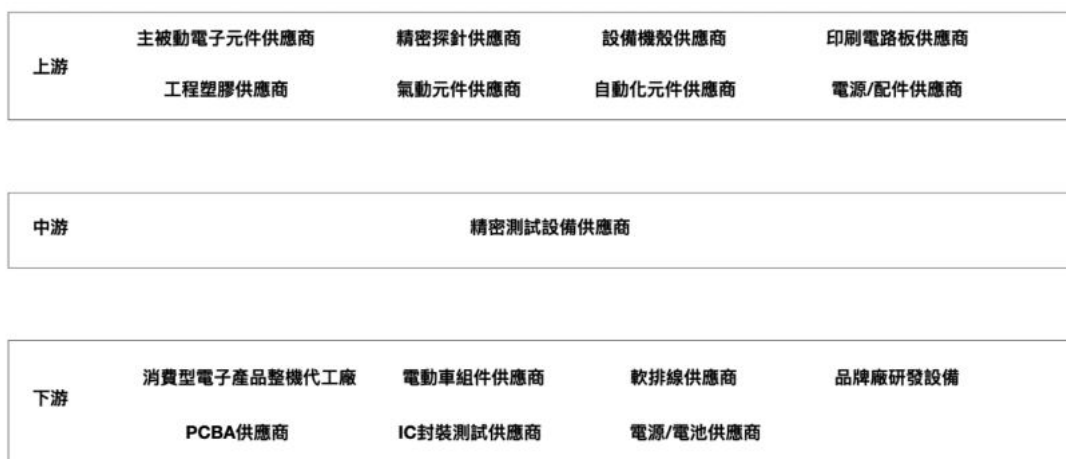 上游
主被動電子元件供應商 精密探針供應商 設備機殼供應商 印刷電路板供應商
工程塑膠供應商 氣動元件供應商 自動化元件供應商 電源/配件供應商
中游
精密測試設備供應商
下游
消費型電子產品整機代工廠 電動車組件供應商 軟排線供應商 品牌廠研發設備
PCBA供應商 IC封裝測試供應商 電源/電池供應商